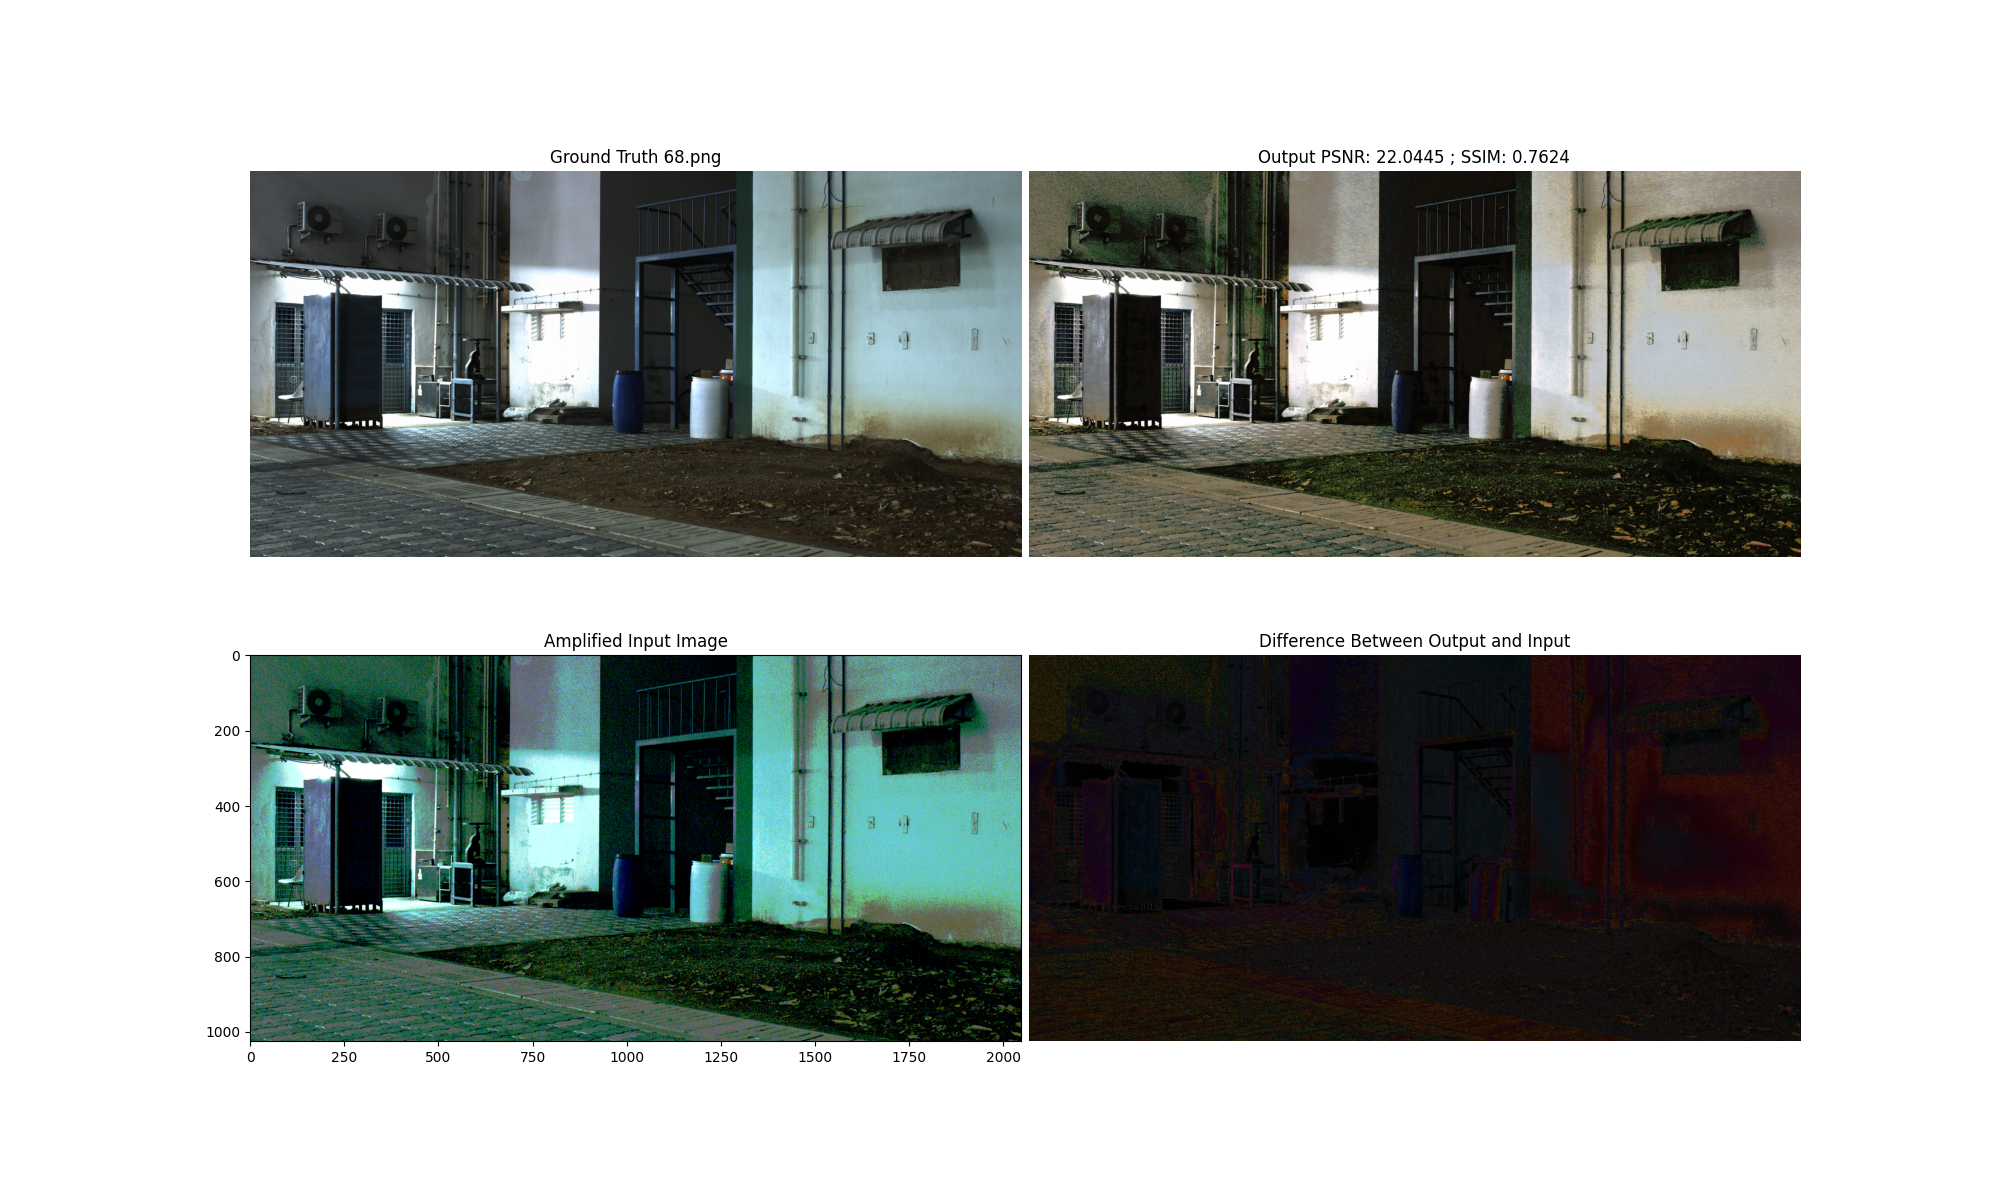 Ground Truth 68.png
Output PSNR: 22.0445 ; SSIM: 0.7624
Amplified Input Image
Difference Between Output and Input
0
200
400
600
800
1000
0 250 500 750 1000 1250 1500 1750 2000